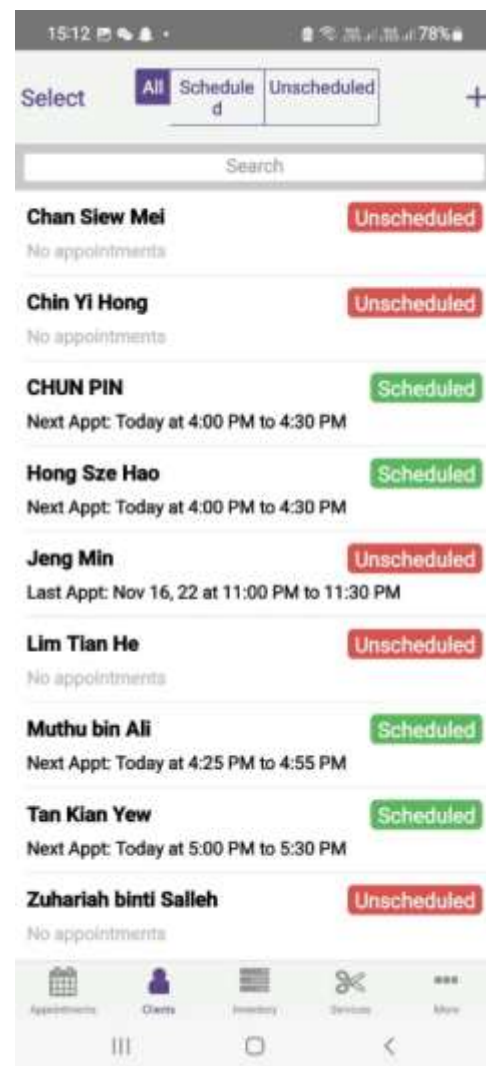 15:12
78%
Select
All
Schedule
d
Unscheduled
+
Search
Chan Siew Mei
Unscheduled
No appointments
Chin Yi Hong
Unscheduled
No appointments
CHUN PIN
Scheduled
Next Appt: Today at 4:00 PM to 4:30 PM
Hong Sze Hao
Scheduled
Next Appt: Today at 4:00 PM to 4:30 PM
Jeng Min
Unscheduled
Last Appt: Nov 16, 22 at 11:00 PM to 11:30 PM
Lim Tian He
Unscheduled
No appointments
Muthu bin Ali
Scheduled
Next Appt: Today at 4:25 PM to 4:55 PM
Tan Kian Yew
Scheduled
Next Appt: Today at 5:00 PM to 5:30 PM
Zuhariah binti Salleh
Unscheduled
No appointments
Appointments
Clients
Inventory
Services
More